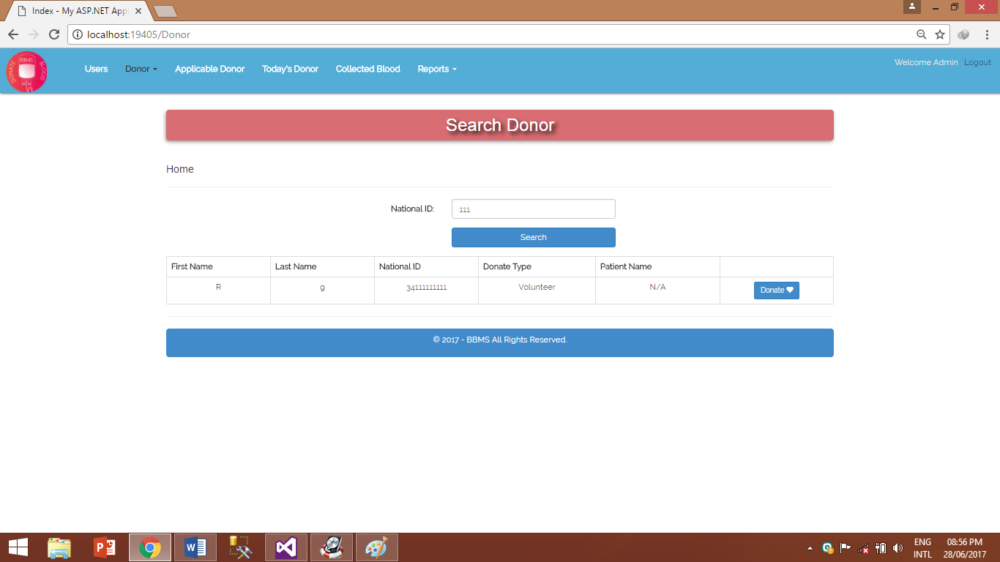 Index - My ASP.NET Appl
localhost:19405/Donor
BBMS
DONATE
BLOOD
Users
Donor
Applicable Donor
Today's Donor
Collected Blood
Reports
Welcome Admin
Logout
Search Donor
Home
National ID:
111
Search
First Name
Last Name
National ID
Donate Type
Patient Name
R
g
34111111111
Volunteer
N/A
Donate
© 2017 - BBMS All Rights Reserved.
ENG
08:56 PM
INTL
28/06/2017